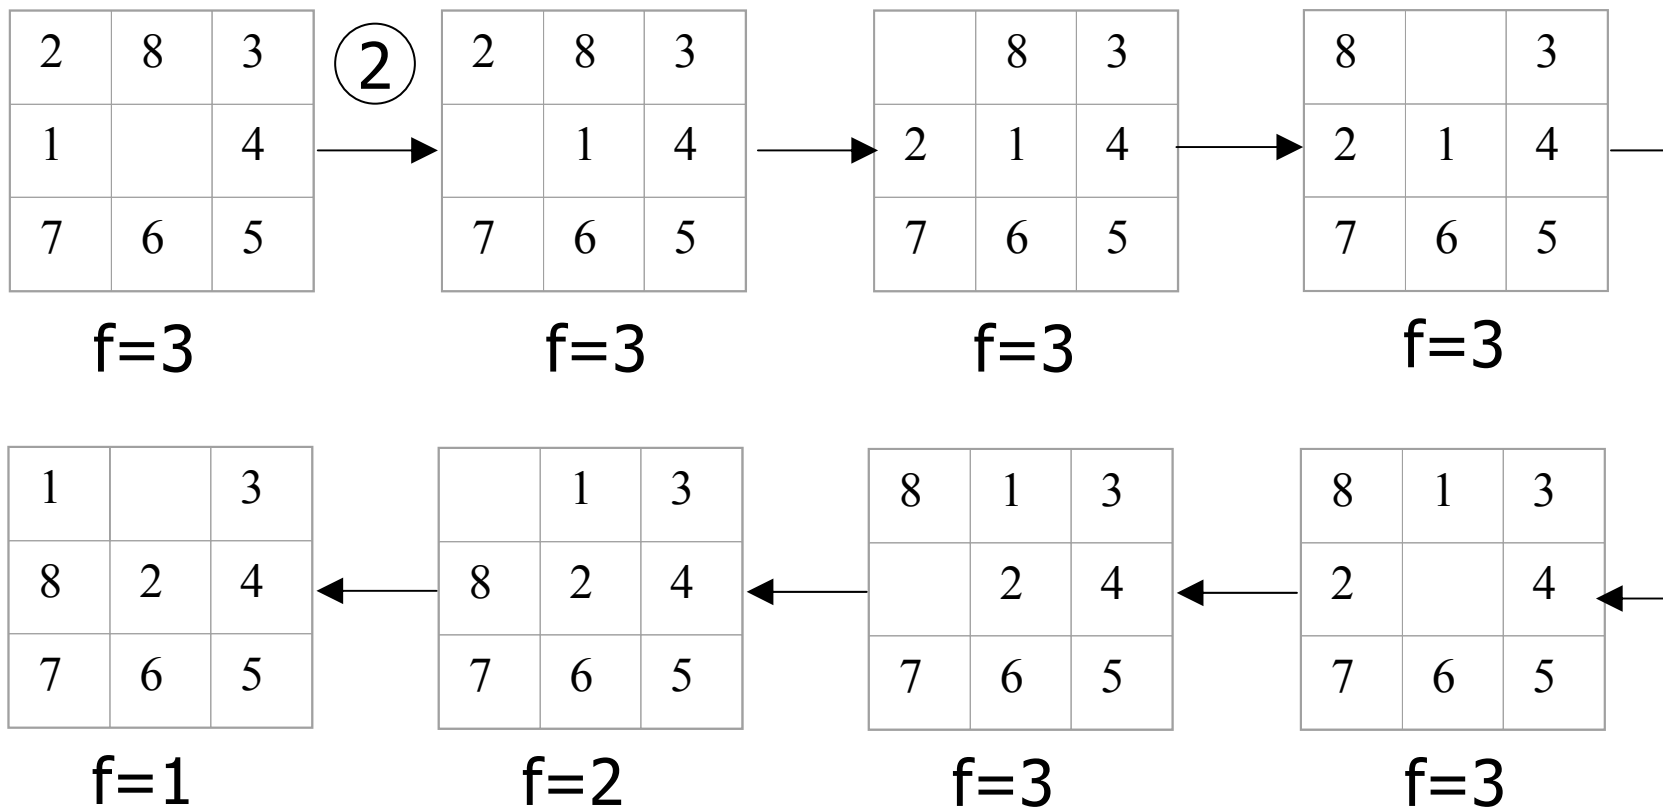 2 8 3 ② 2 8 3 8 3 8 3
1 4 1 4 2 1 4 2 1 4
7 6 5 7 6 5 7 6 5 7 6 5
f=3 f=3 f=3 f=3
1 3 1 3 8 1 3 8 1 3
8 2 4 8 2 4 2 4 2 4
7 6 5 7 6 5 7 6 5 7 6 5
f=1 f=2 f=3 f=3